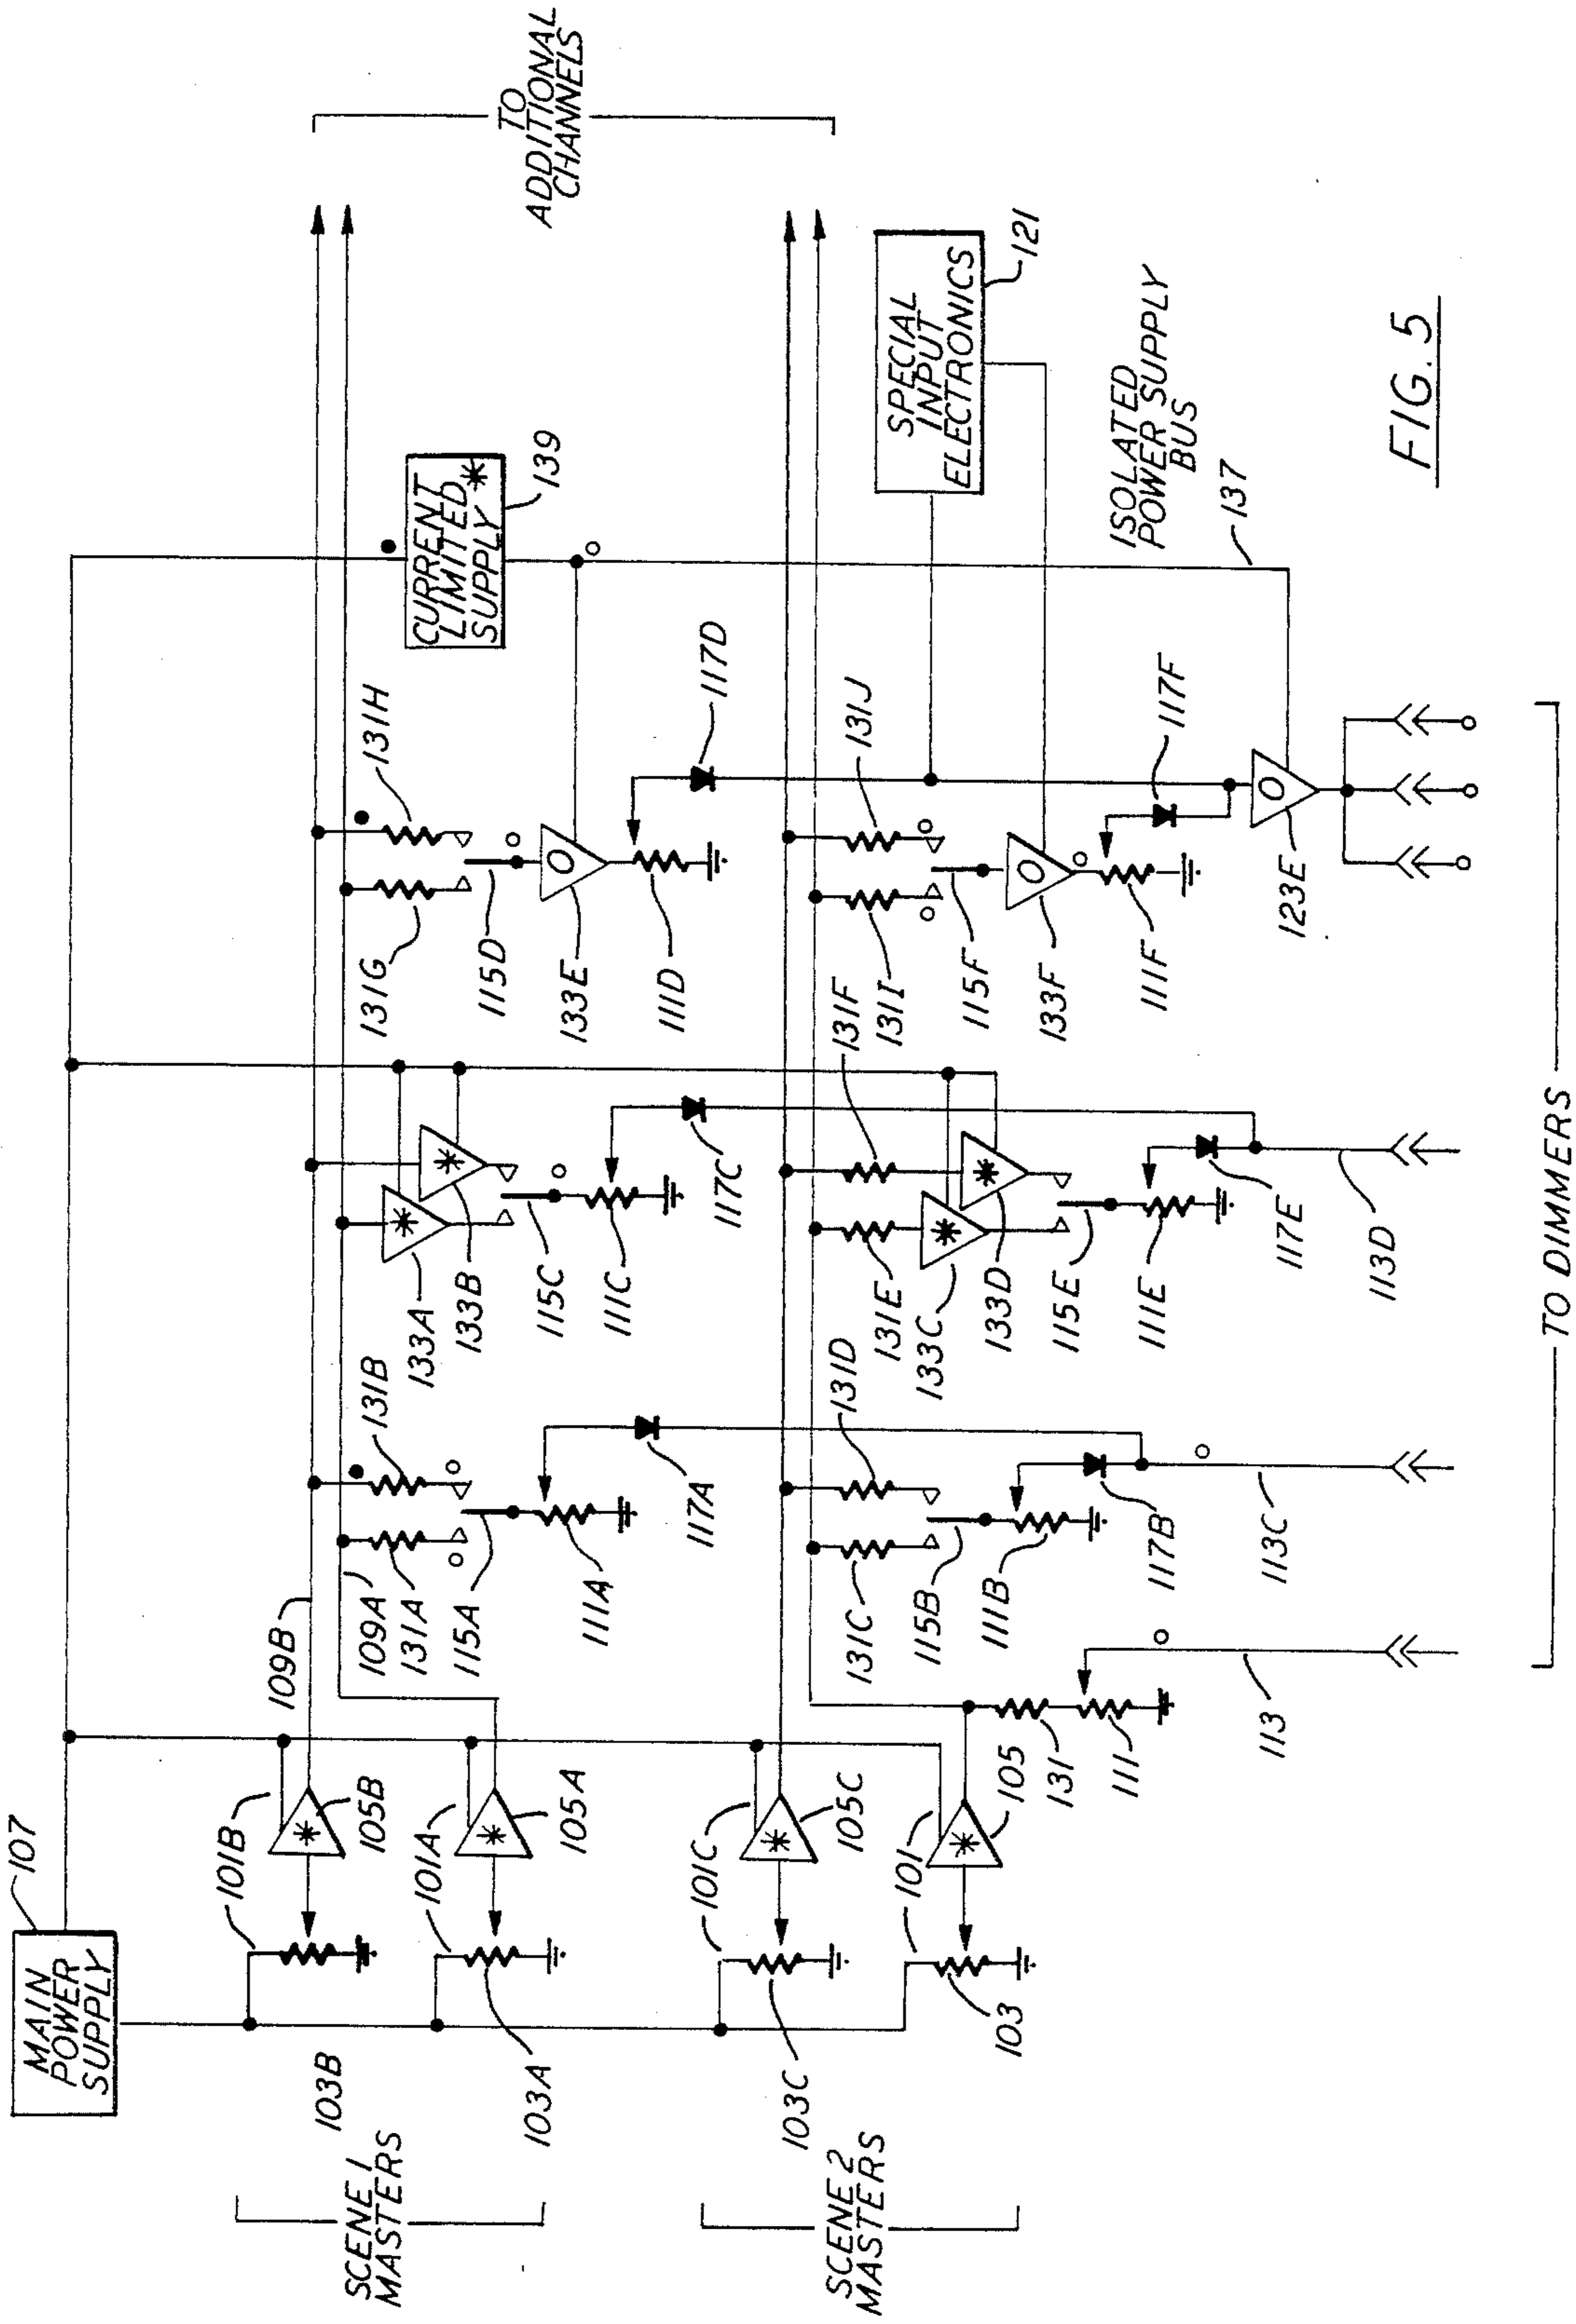 MAIN
POWER
SUPPLY
107
SCENE 1
MASTERS
SCENE 2
MASTERS
101B
103B
105B
101B
109B
101A
103A
105A
101A
109A
101C
103C
105C
101C
101
103
105
101
131
111
113
131A
131B
115A
111A
117A
131C
131D
115B
111B
117B
113C
133A
133B
115C
111C
117C
131E
131F
133C
133D
115E
111E
117E
113D
131G
131H
115D
133E
111D
117D
131I
131J
115F
133F
111F
117F
123E
CURRENT
LIMITED
SUPPLY *
139
SPECIAL
INPUT
ELECTRONICS
121
ISOLATED
POWER SUPPLY
BUS
137
TO
ADDITIONAL
CHANNELS
TO DIMMERS
FIG. 5